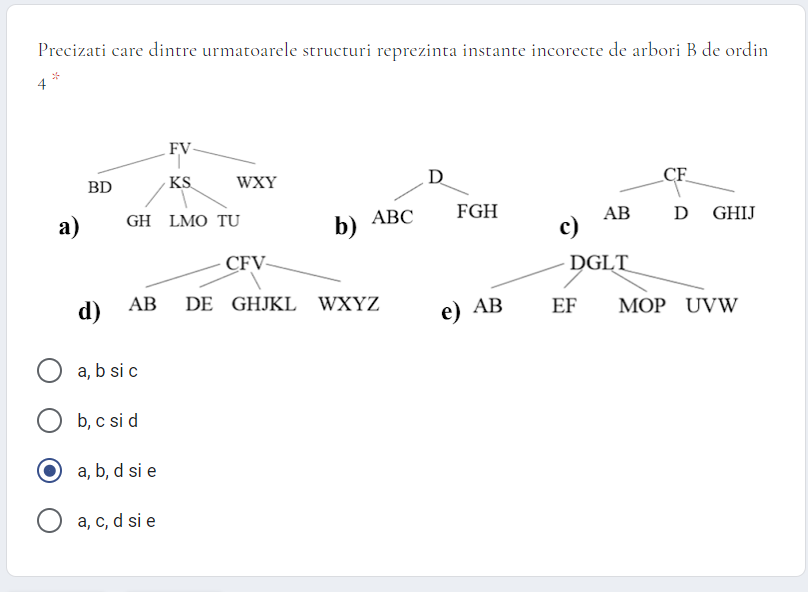 Precizati care dintre urmatoarele structuri reprezinta instante incorecte de arbori B de ordin
4 *
FV
BD KS WXY
a) GH LMO TU
D
b) ABC FGH
CF
c) AB D GHIJ
CFV
d) AB DE GHJKL WXYZ
DGLT
e) AB EF MOP UVW
a, b si c
b, c si d
a, b, d si e
a, c, d si e